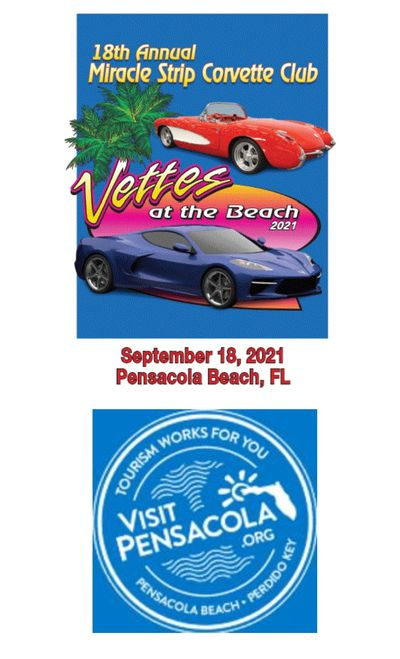 18th Annual
Miracle Strip Corvette Club
Vettes
at the Beach
2021
September 18, 2021
Pensacola Beach, FL
TOURISM WORKS FOR YOU
VISIT
PENSACOLA
.ORG
PENSACOLA BEACH • PERDIDO KEY